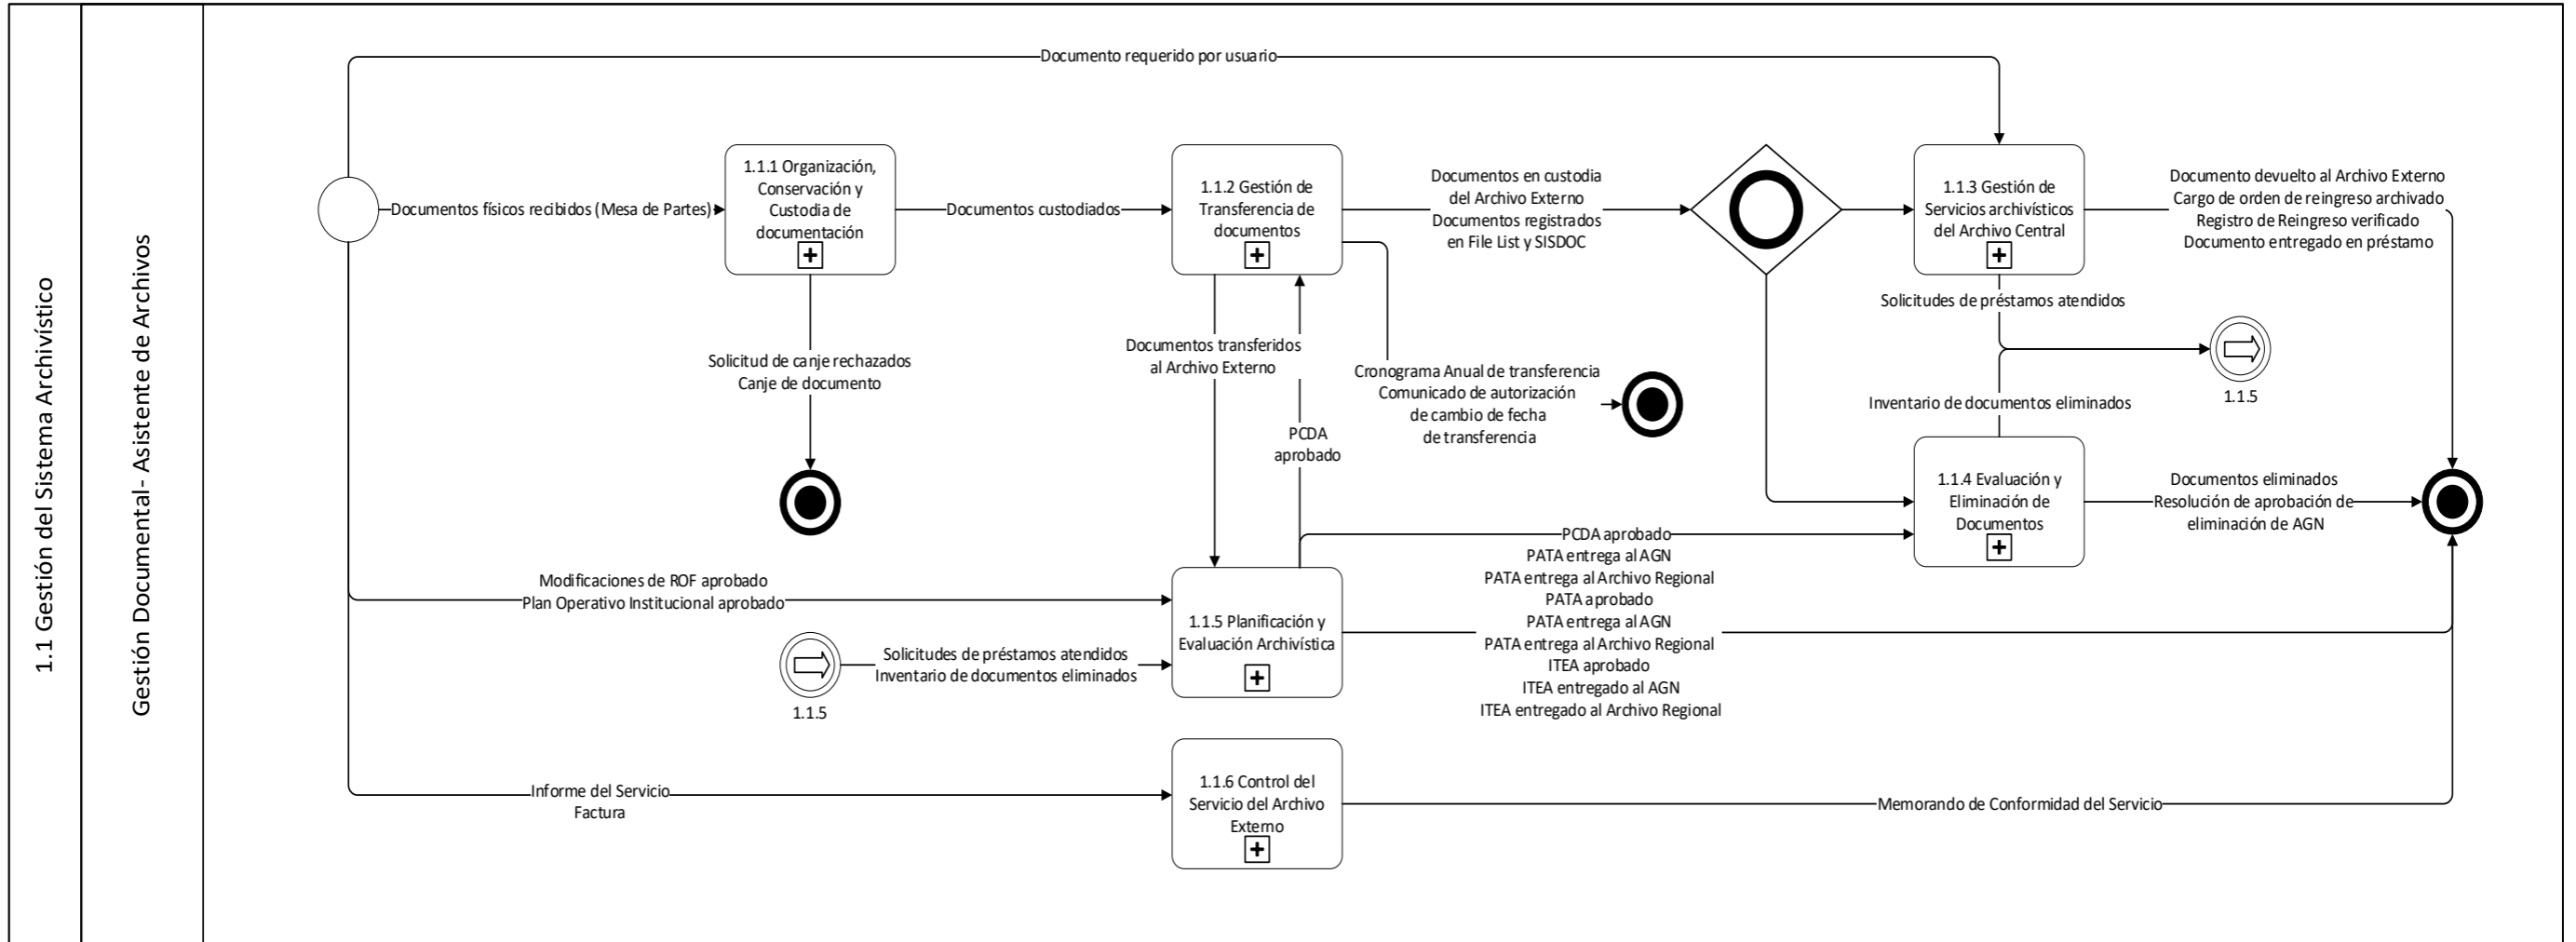 1.1 Gestión del Sistema Archivístico
Gestión Documental- Asistente de Archivos
Documento requerido por usuario
Documentos físicos recibidos (Mesa de Partes)
1.1.1 Organización,
Conservación y
Custodia de
documentación
Documentos custodiados
1.1.2 Gestión de
Transferencia de
documentos
Documentos en custodia
del Archivo Externo
Documentos registrados
en File List y SISDOC
1.1.3 Gestión de
Servicios archivísticos
del Archivo Central
Documento devuelto al Archivo Externo
Cargo de orden de reingreso archivado
Registro de Reingreso verificado
Documento entregado en préstamo
Solicitudes de préstamos atendidos
1.1.5
Inventario de documentos eliminados
Solicitud de canje rechazados
Canje de documento
Documentos transferidos
al Archivo Externo
PCDA
aprobado
Cronograma Anual de transferencia
Comunicado de autorización
de cambio de fecha
de transferencia
1.1.4 Evaluación y
Eliminación de
Documentos
Documentos eliminados
Resolución de aprobación de
eliminación de AGN
Modificaciones de ROF aprobado
Plan Operativo Institucional aprobado
Solicitudes de préstamos atendidos
Inventario de documentos eliminados
1.1.5
1.1.5 Planificación y
Evaluación Archivística
PCDA aprobado
PATA entrega al AGN
PATA entrega al Archivo Regional
PATA aprobado
PATA entrega al AGN
PATA entrega al Archivo Regional
ITEA aprobado
ITEA entregado al AGN
ITEA entregado al Archivo Regional
Informe del Servicio
Factura
1.1.6 Control del
Servicio del Archivo
Externo
Memorando de Conformidad del Servicio